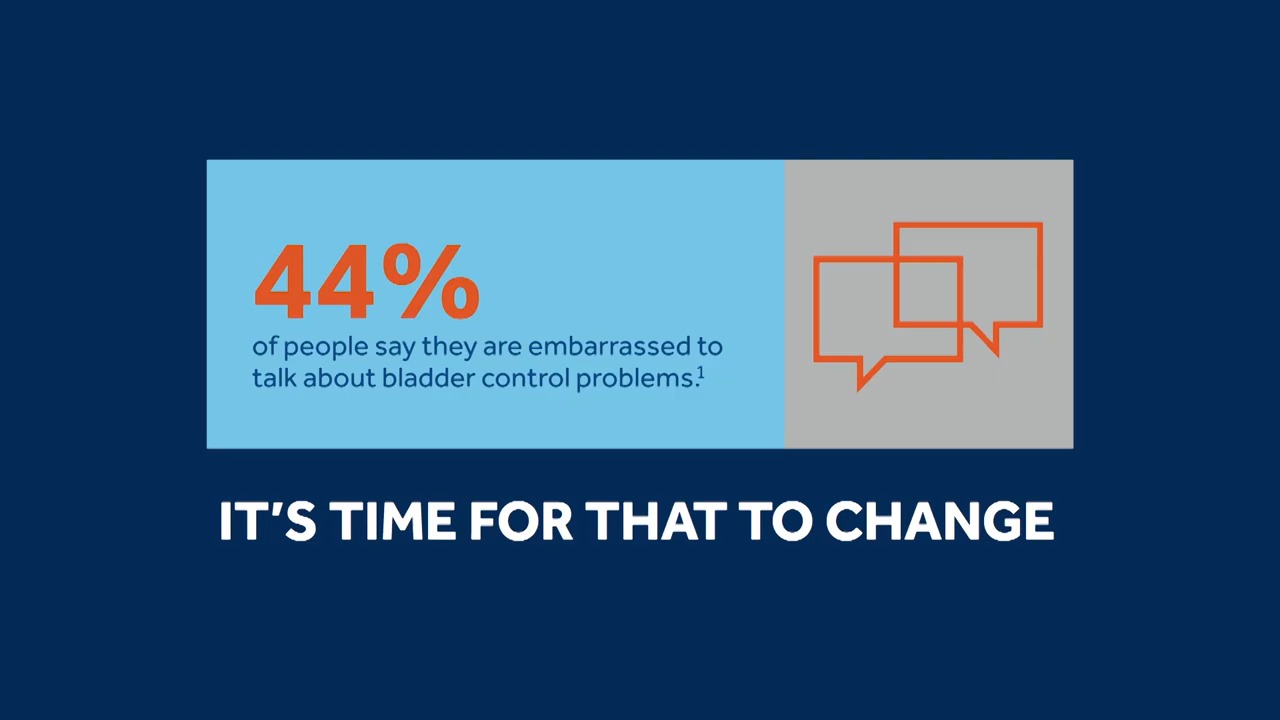 44%
of people say they are embarrassed to
talk about bladder control problems.¹
IT'S TIME FOR THAT TO CHANGE